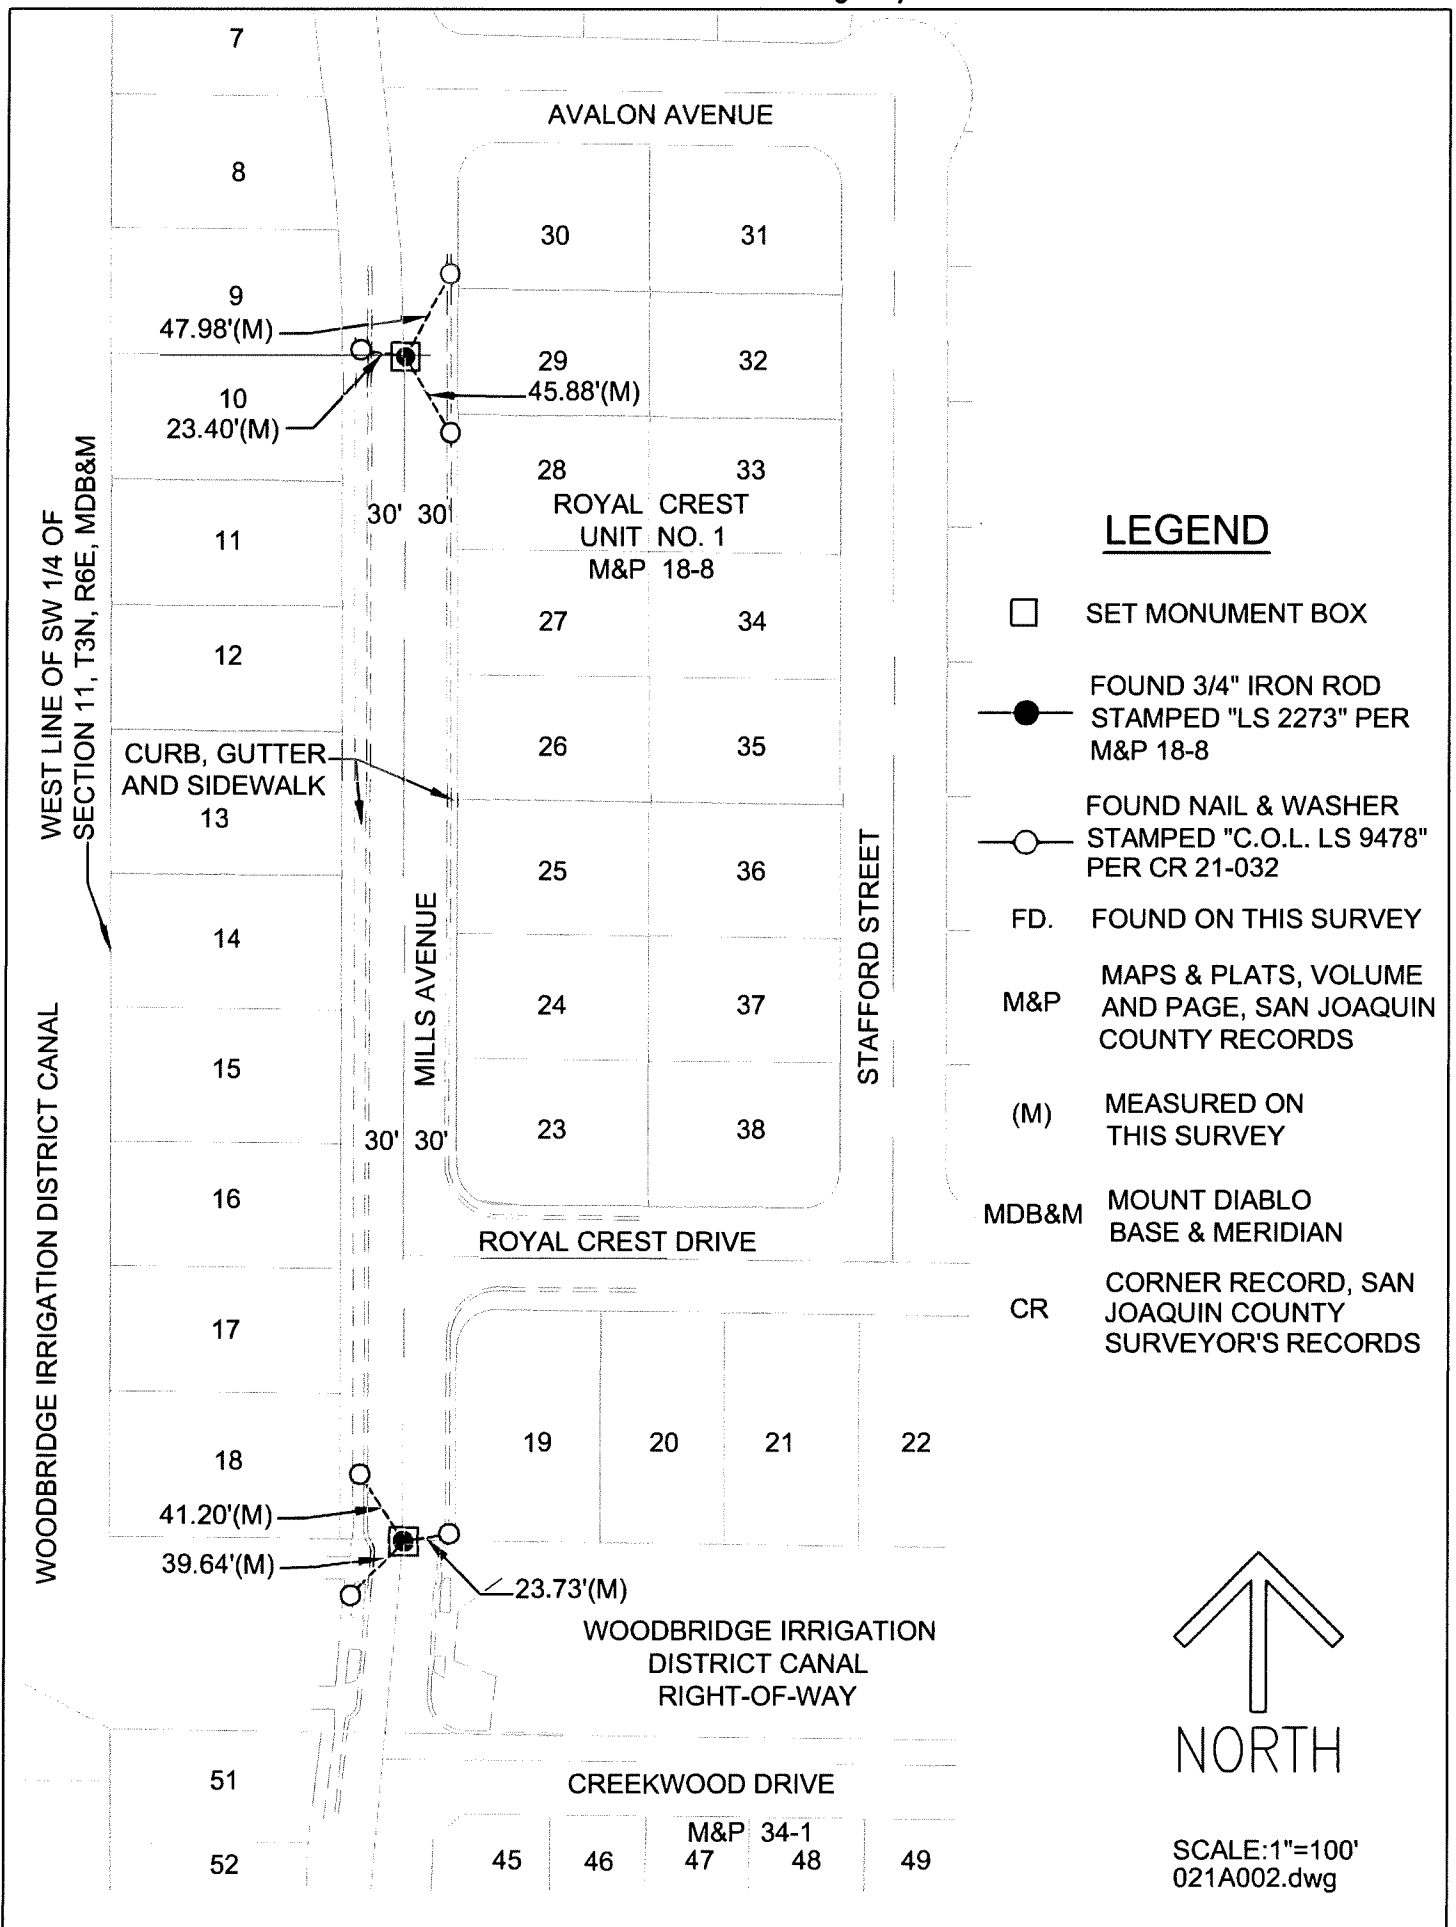 7
AVALON AVENUE
8
30
31
9
47.98'(M)
29
32
10
45.88'(M)
23.40'(M)
28
33
30' 30'
ROYAL CREST
UNIT NO. 1
M&P 18-8
WEST LINE OF SW 1/4 OF
SECTION 11, T3N, R6E, MDB&M
11
27
34
12
26
35
CURB, GUTTER
AND SIDEWALK
13
25
36
MILLS AVENUE
STAFFORD STREET
14
24
37
15
WOODBRIDGE IRRIGATION DISTRICT CANAL
30' 30'
23
38
16
ROYAL CREST DRIVE
17
18
19
20
21
22
41.20'(M)
39.64'(M)
23.73'(M)
WOODBRIDGE IRRIGATION
DISTRICT CANAL
RIGHT-OF-WAY
51
CREEKWOOD DRIVE
M&P 34-1
52
45
46
47
48
49
LEGEND
SET MONUMENT BOX
FOUND 3/4" IRON ROD
STAMPED "LS 2273" PER
M&P 18-8
FOUND NAIL & WASHER
STAMPED "C.O.L. LS 9478"
PER CR 21-032
FD. FOUND ON THIS SURVEY
M&P MAPS & PLATS, VOLUME
AND PAGE, SAN JOAQUIN
COUNTY RECORDS
(M) MEASURED ON
THIS SURVEY
MDB&M MOUNT DIABLO
BASE & MERIDIAN
CR CORNER RECORD, SAN
JOAQUIN COUNTY
SURVEYOR'S RECORDS
NORTH
SCALE:1"=100'
021A002.dwg